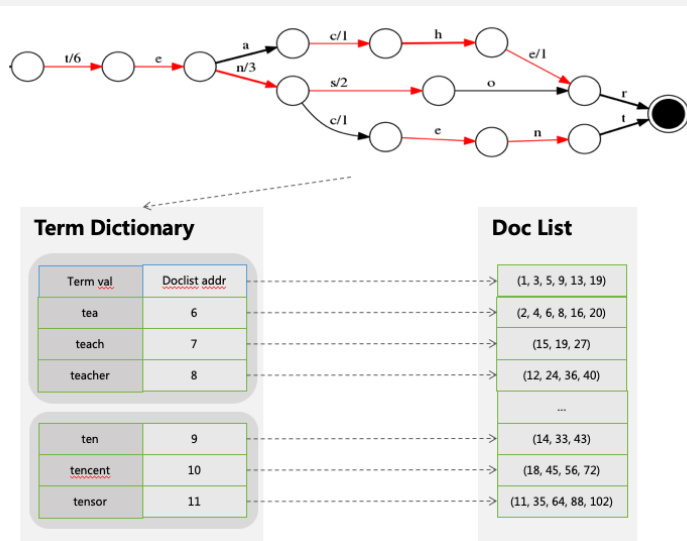 c/1 h
a
t/6 e e/1
n/3
s/2 o r
c/1 t
e n
Term Dictionary Doc List
Term val Doclist addr (1, 3, 5, 9, 13, 19)
tea 6 (2, 4, 6, 8, 16, 20)
teach 7 (15, 19, 27)
teacher 8 (12, 24, 36, 40)
...
ten 9 (14, 33, 43)
tencent 10 (18, 45, 56, 72)
tensor 11 (11, 35, 64, 88, 102)